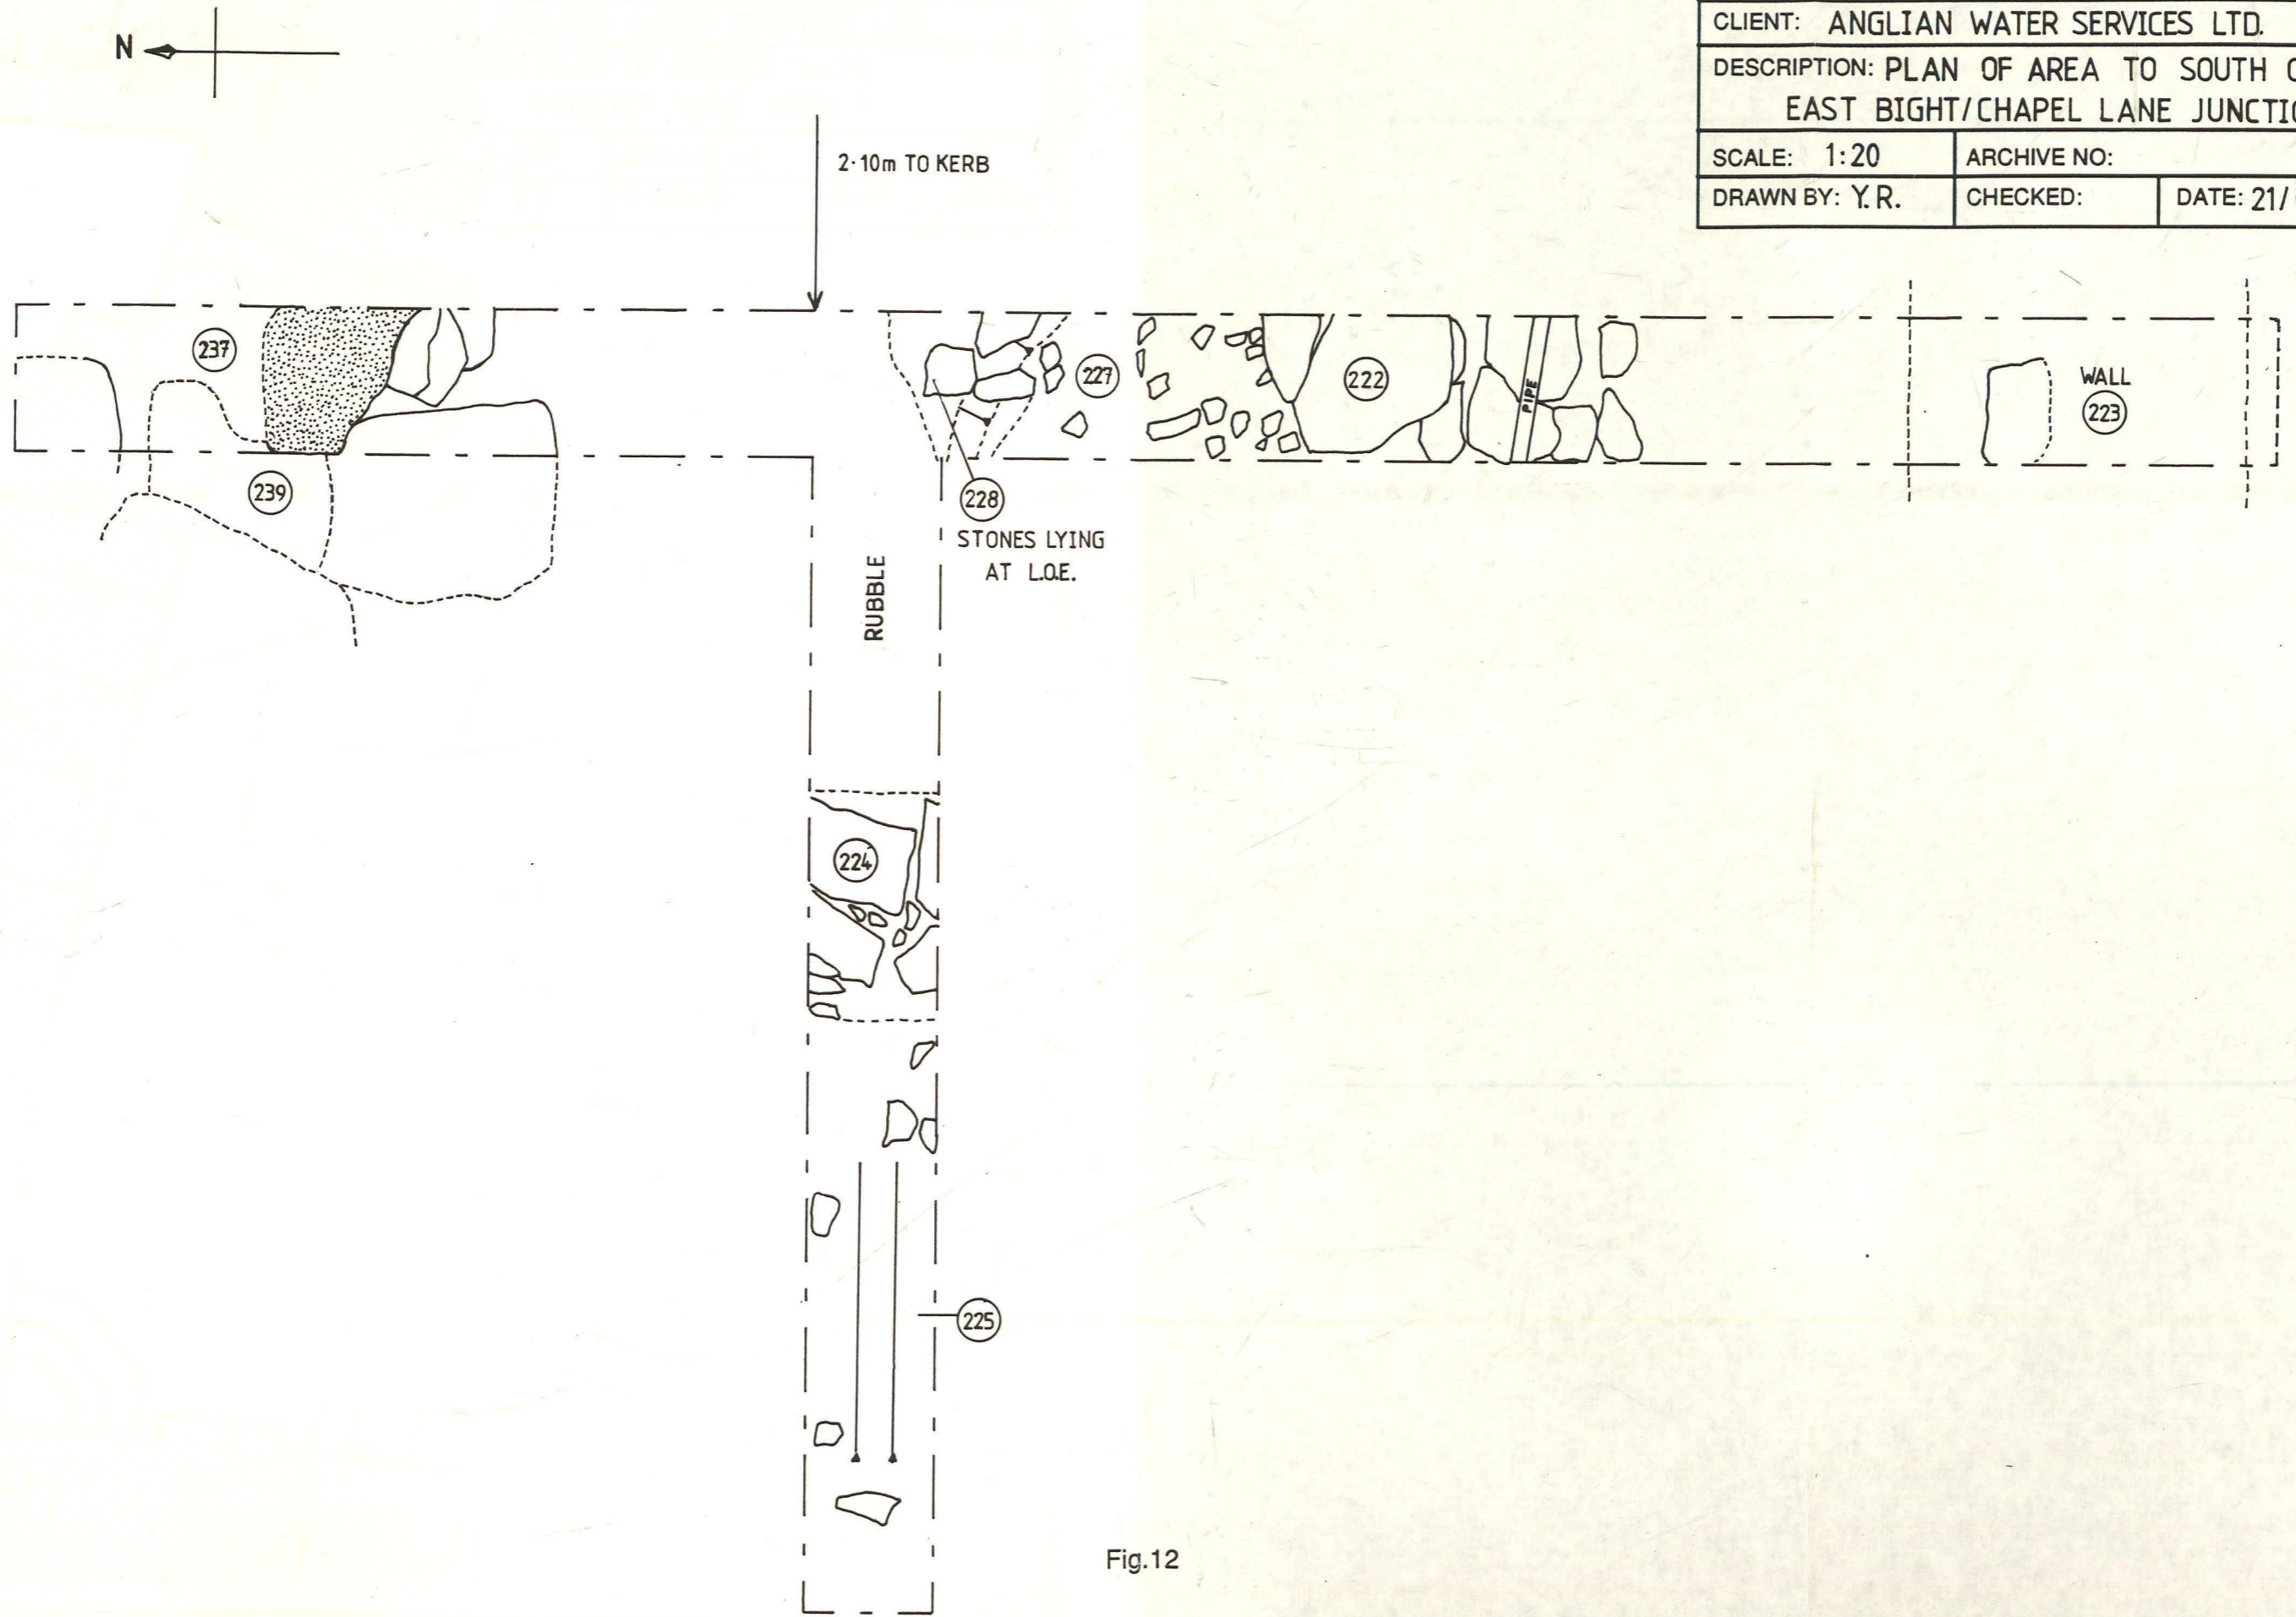 CLIENT: ANGLIAN WATER SERVICES LTD.
DESCRIPTION: PLAN OF AREA TO SOUTH
EAST BIGHT/CHAPEL LANE
SCALE: 1:20 ARCHIVE NO:
DRAWN BY: Y.R. CHECKED: DATE: 21/
N
2·10m TO KERB
237
227
222
PIPE
WALL
223
239
228
STONES LYING
AT L.O.E.
RUBBLE
224
225
Fig.12